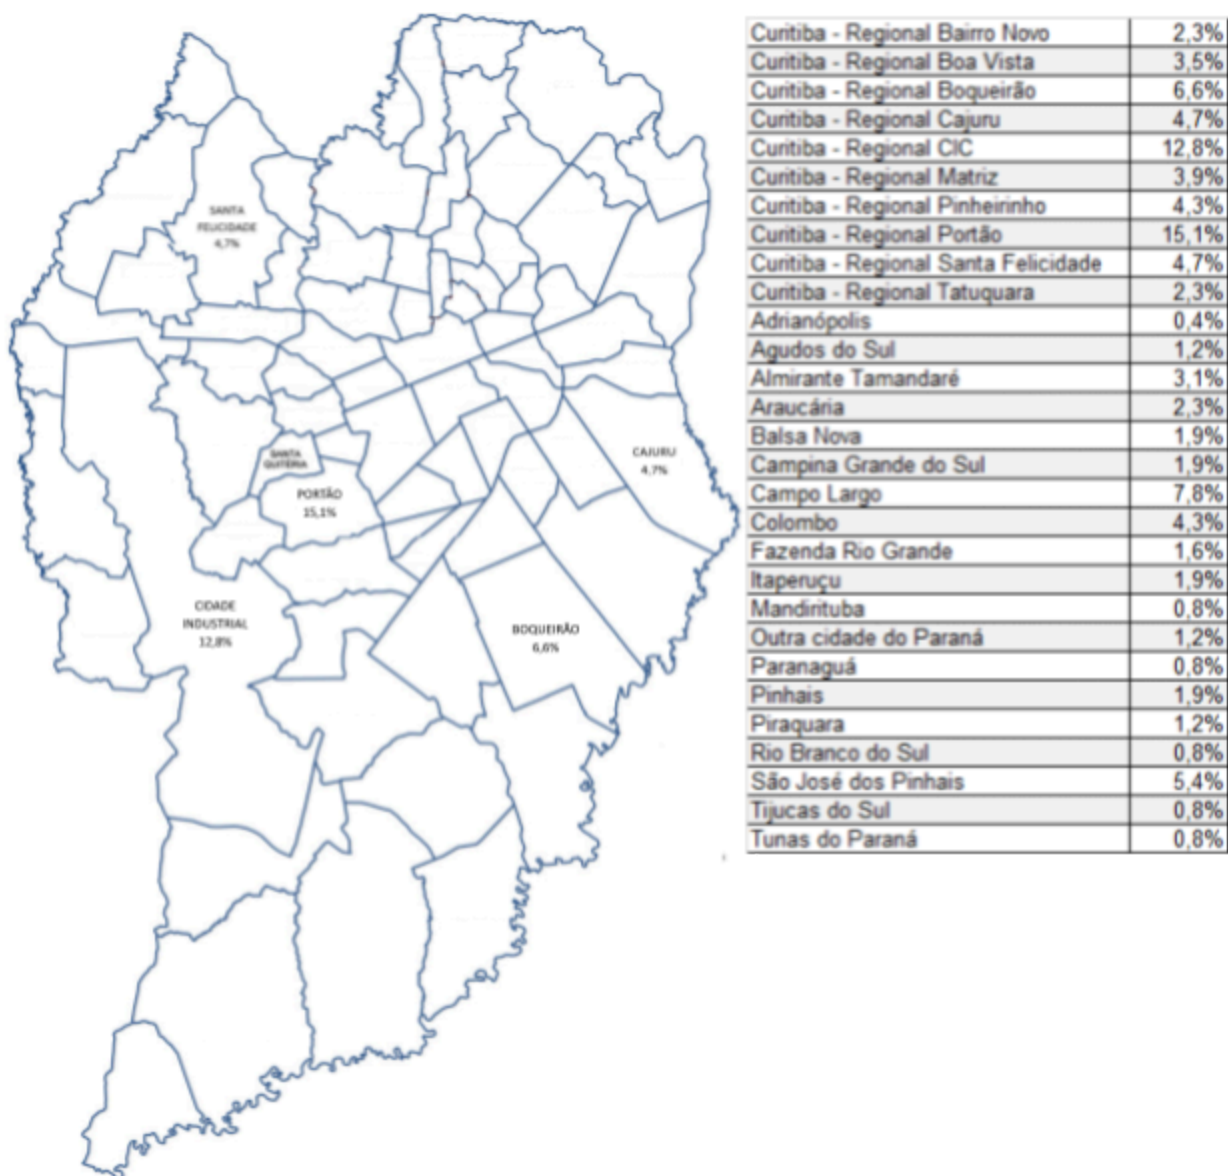 SANTA
FELICIDADE
4,7%
CAJURU
4,7%
SANTA
QUITÉRIA
PORTÃO
15,1%
CIDADE
INDUSTRIAL
12,8%
BOQUEIRÃO
6,6%
Curitiba - Regional Bairro Novo 2,3%
Curitiba - Regional Boa Vista 3,5%
Curitiba - Regional Boqueirão 6,6%
Curitiba - Regional Cajuru 4,7%
Curitiba - Regional CIC 12,8%
Curitiba - Regional Matriz 3,9%
Curitiba - Regional Pinheirinho 4,3%
Curitiba - Regional Portão 15,1%
Curitiba - Regional Santa Felicidade 4,7%
Curitiba - Regional Tatuquara 2,3%
Adrianópolis 0,4%
Agudos do Sul 1,2%
Almirante Tamandaré 3,1%
Araucária 2,3%
Balsa Nova 1,9%
Campina Grande do Sul 1,9%
Campo Largo 7,8%
Colombo 4,3%
Fazenda Rio Grande 1,6%
Itaperuçu 1,9%
Mandirituba 0,8%
Outra cidade do Paraná 1,2%
Paranaguá 0,8%
Pinhais 1,9%
Piraquara 1,2%
Rio Branco do Sul 0,8%
São José dos Pinhais 5,4%
Tijucas do Sul 0,8%
Tunas do Paraná 0,8%